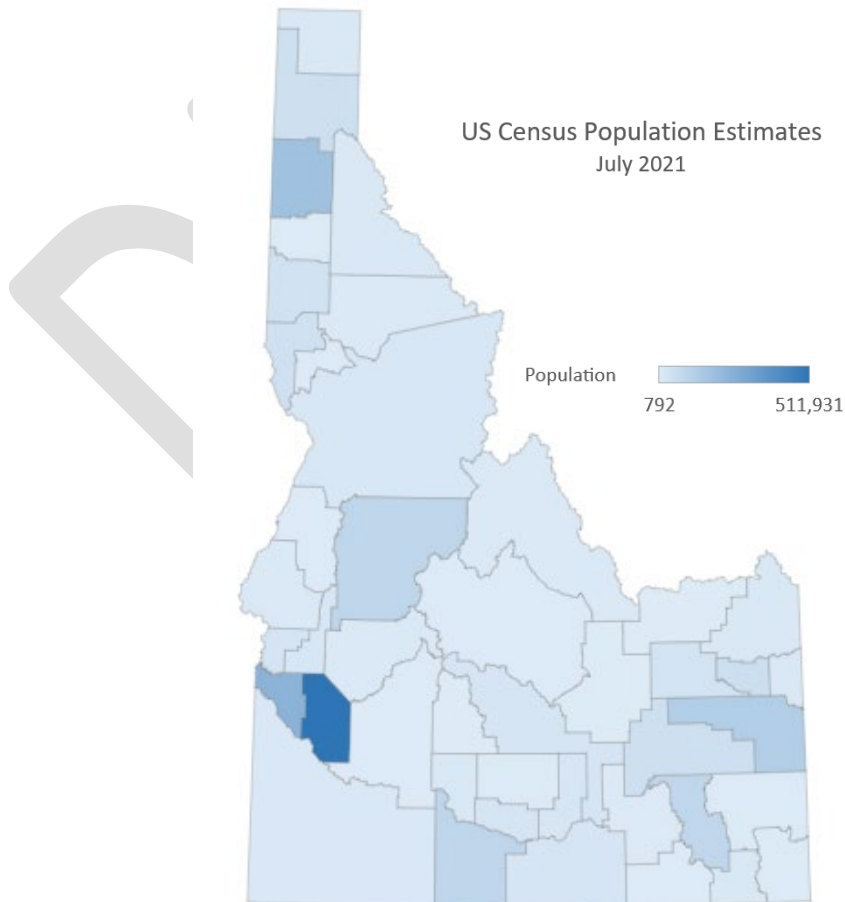 US Census Population Estimates
July 2021
Population
792
511,931